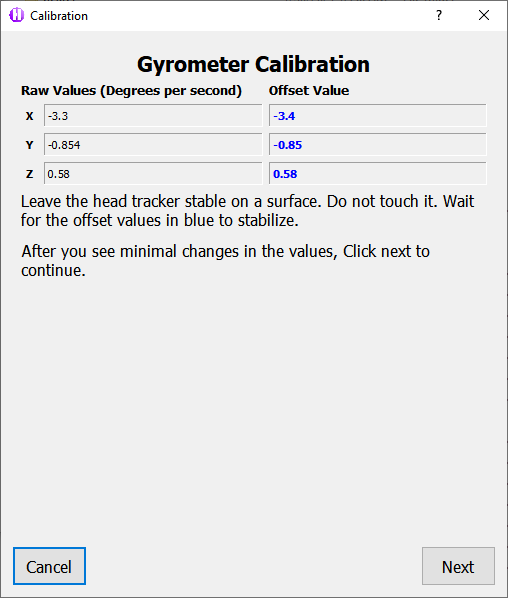 Calibration
?
Gyrometer Calibration
Raw Values (Degrees per second) Offset Value
X -3.3 -3.4
Y -0.854 -0.85
Z 0.58 0.58
Leave the head tracker stable on a surface. Do not touch it. Wait
for the offset values in blue to stabilize.
After you see minimal changes in the values, Click next to
continue.
Cancel Next